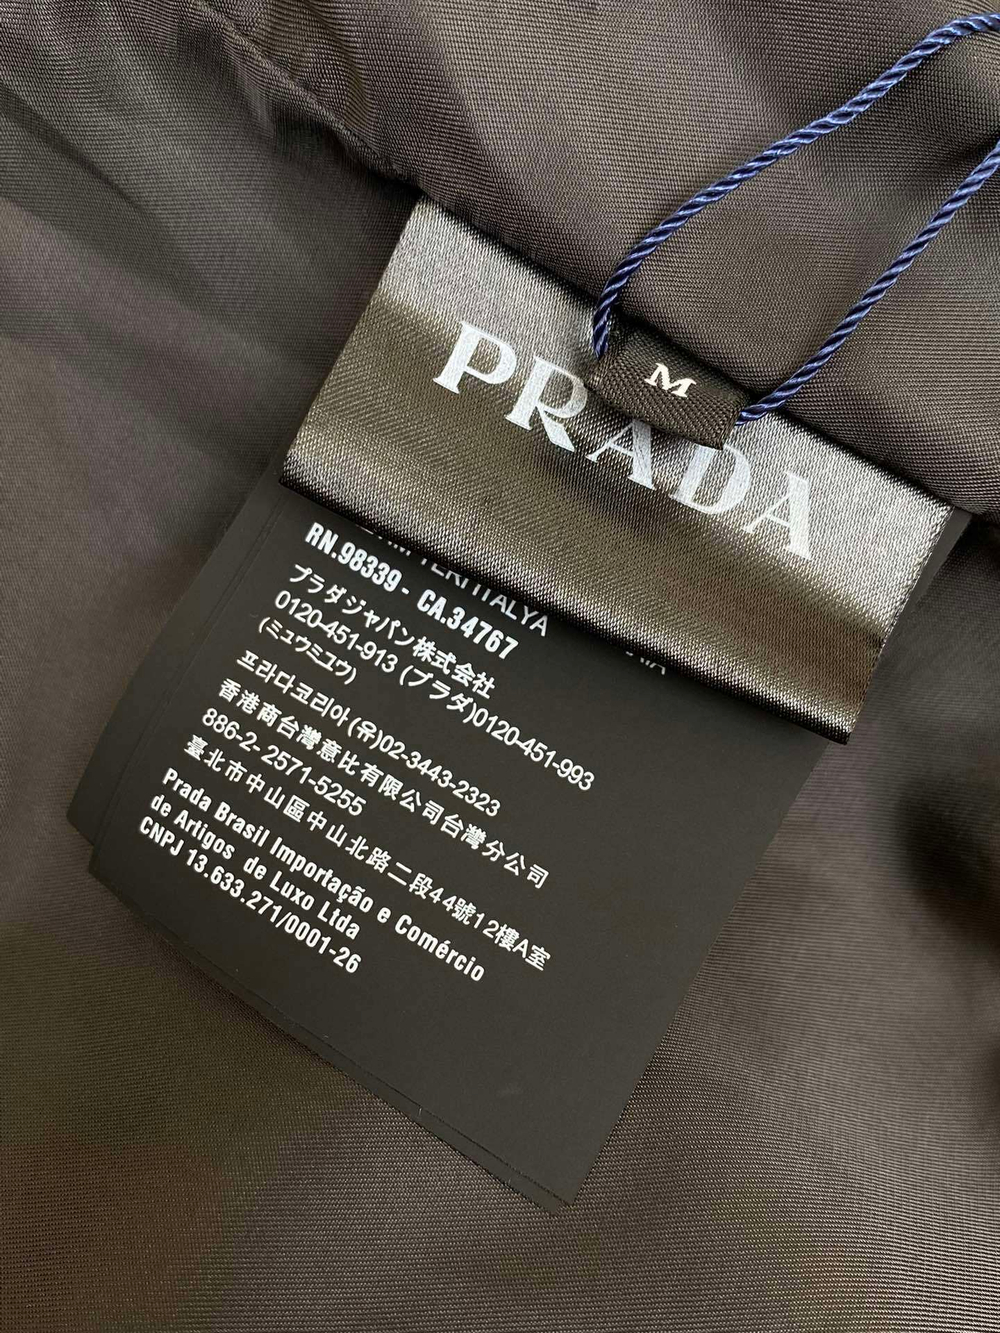 PRADA
M
ITALYA
RN.98339 - CA.34767
プラダジャパン株式会社
0120-451-913 (プラダ)0120-451-993
(ミュウミュウ)
프라다코리아(유)02-3443-2323
香港商台灣意比有限公司台灣分公司
886-2-2571-5255
臺北市中山區中山北路二段44號12樓A室
Prada Brasil Importação e Comércio
de Artigos de Luxo Ltda
CNPJ 13.633.271/0001-26